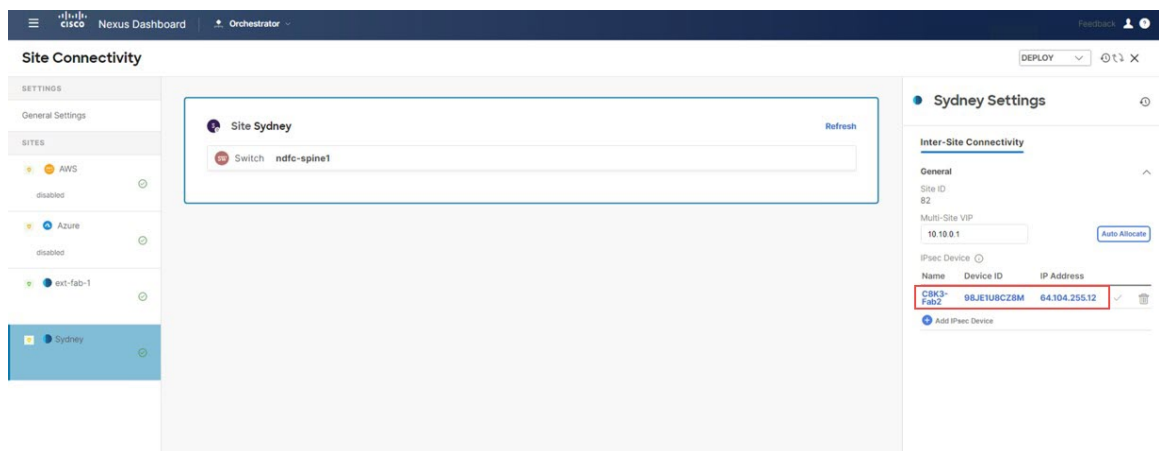 CISCO Nexus Dashboard Orchestrator Feedback
Site Connectivity DEPLOY
SETTINGS
General Settings
SITES
AWS
disabled
Azure
disabled
ext-fab-1
Sydney
Site Sydney Refresh
SW Switch ndfc-spine1
Sydney Settings
Inter-Site Connectivity
General
Site ID
82
Multi-Site VIP
10.10.0.1 Auto Allocate
IPsec Device
Name Device ID IP Address
C8K3-
Fab2 98JE1U8CZ8M 64.104.255.12
Add IPsec Device